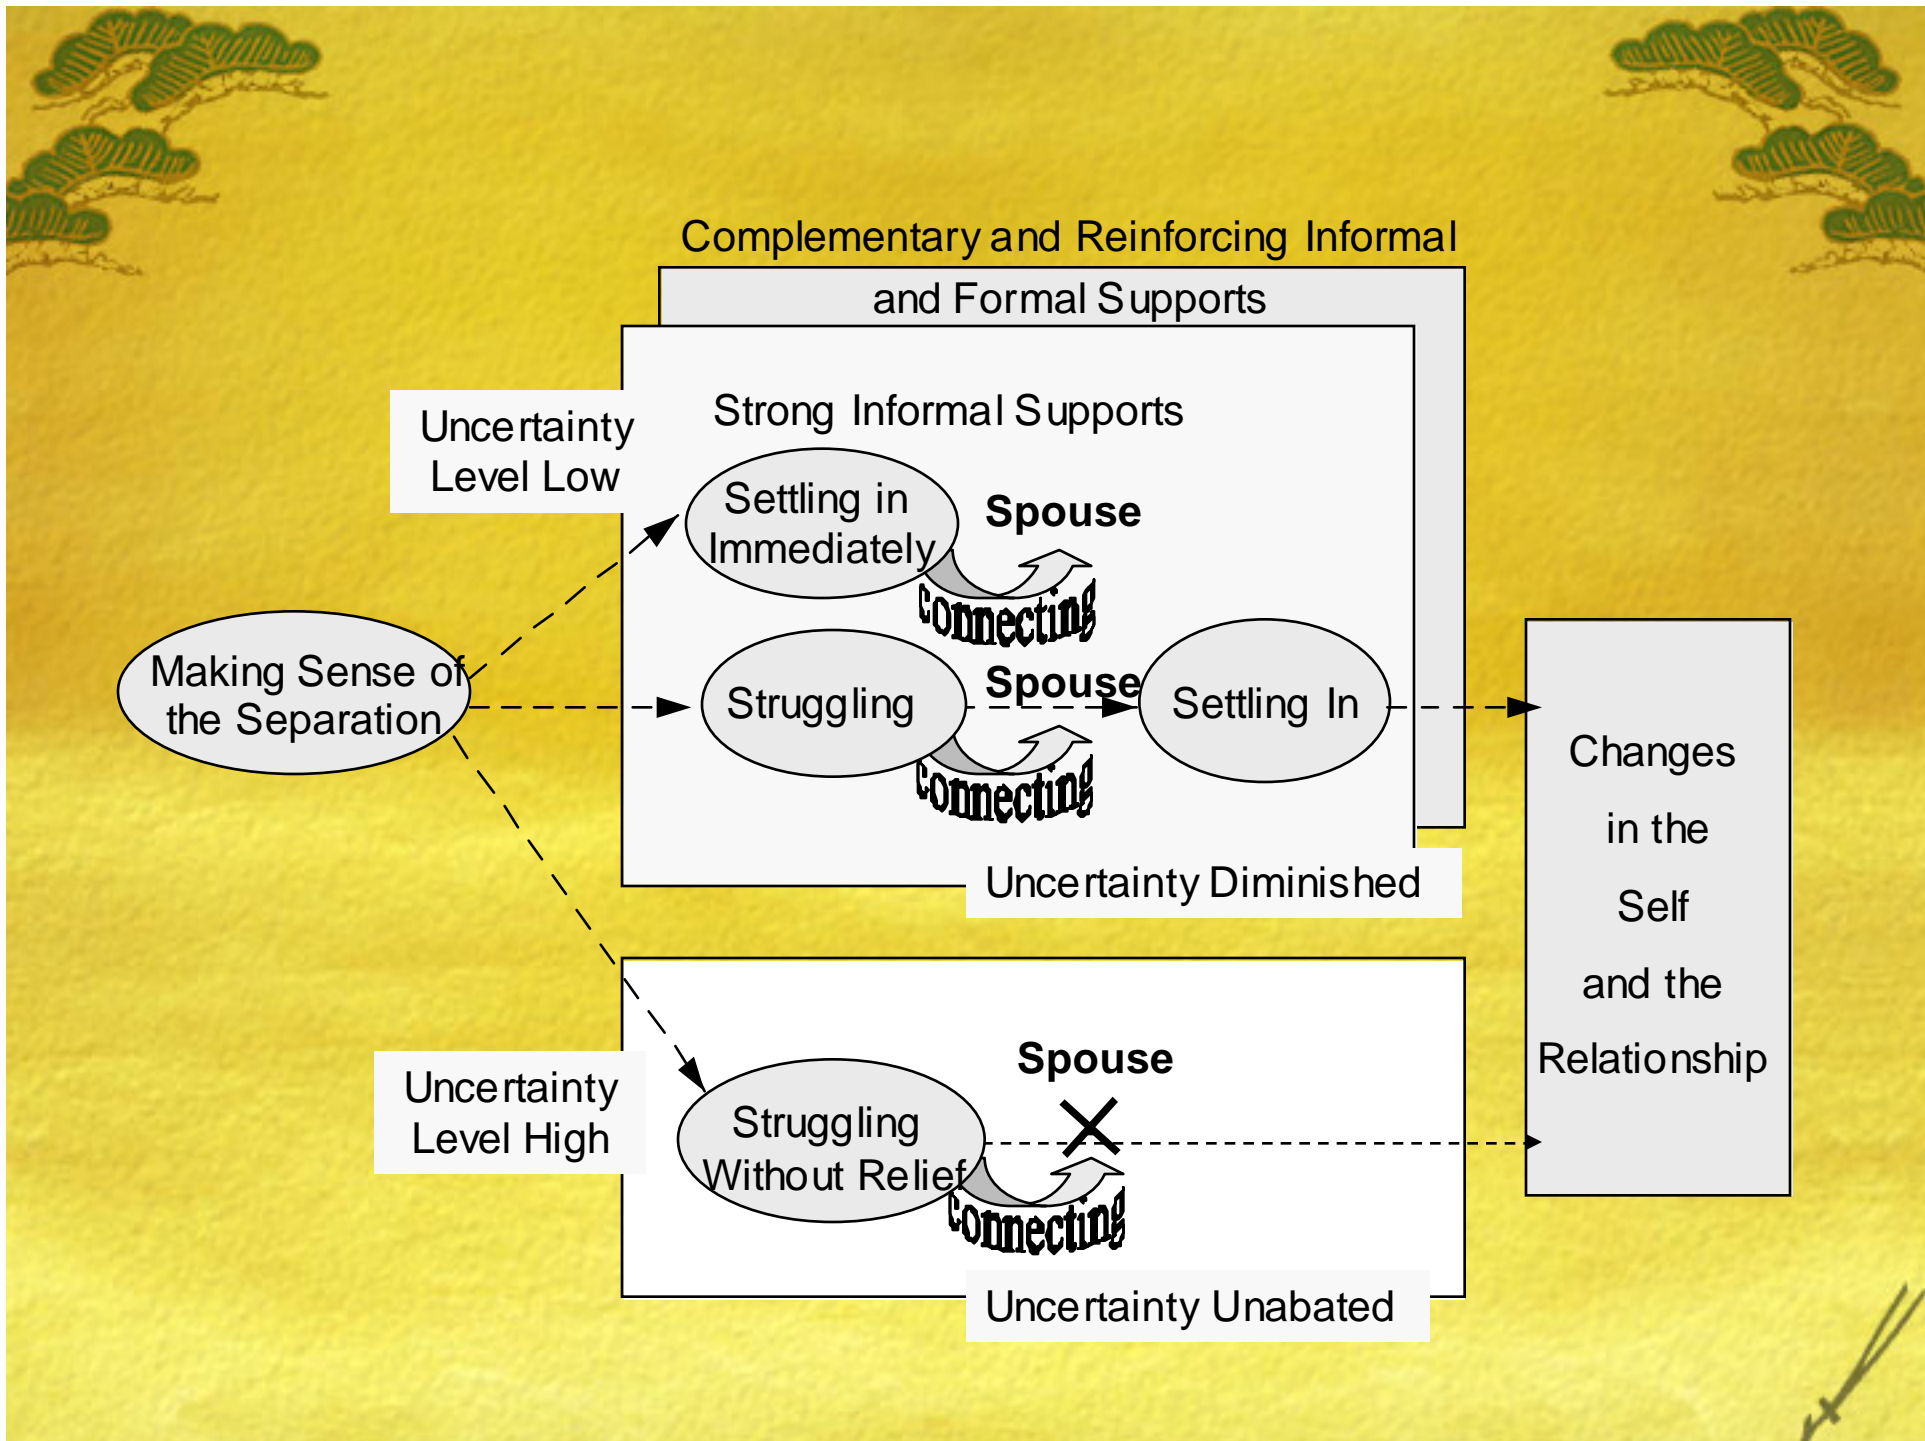 Complementary and Reinforcing Informal
and Formal Supports
Strong Informal Supports
Uncertainty
Level Low
Settling in
Immediately
Spouse
connecting
Making Sense of
the Separation
Struggling
Spouse
connecting
Settling In
Uncertainty Diminished
Changes
in the
Self
and the
Relationship
Uncertainty
Level High
Struggling
Without Relief
Spouse
connecting
Uncertainty Unabated